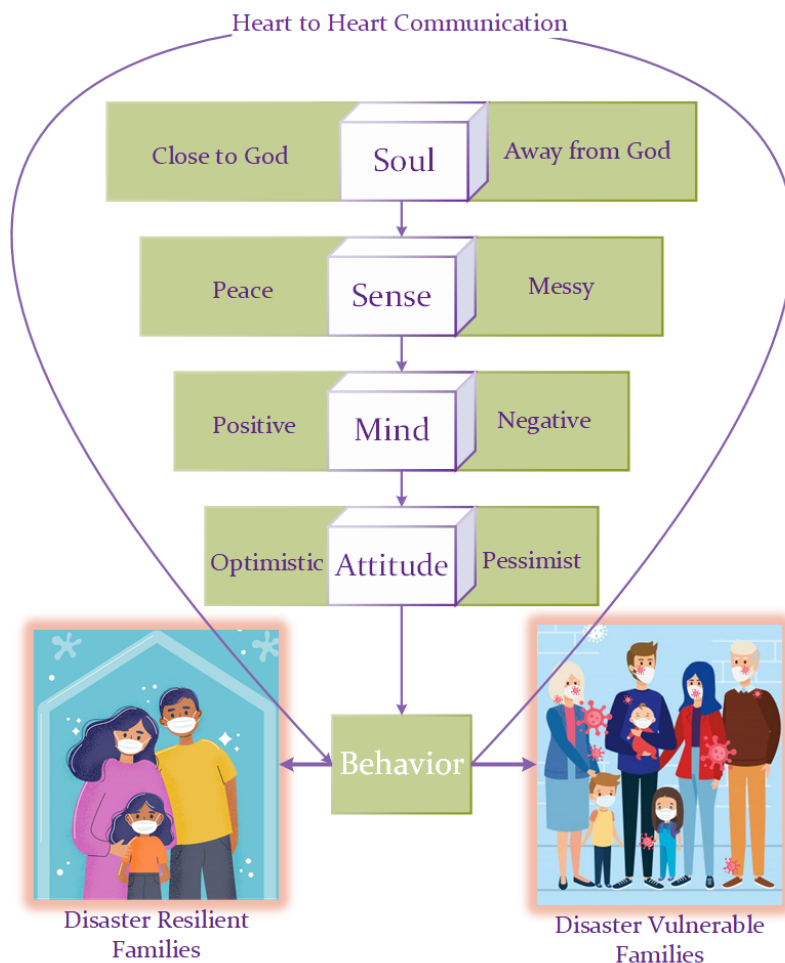 Heart to Heart Communication
Close to God
Soul
Away from God
Peace
Sense
Messy
Positive
Mind
Negative
Optimistic
Attitude
Pessimist
Behavior
Disaster Resilient
Families
Disaster Vulnerable
Families